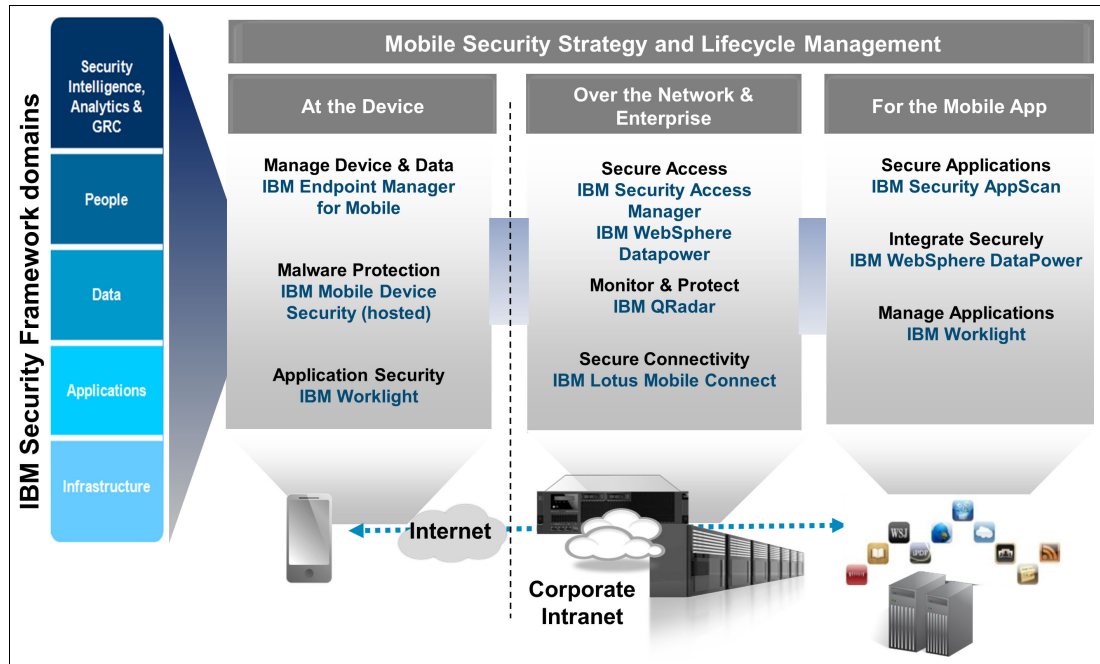 IBM Security Framework domains
Security
Intelligence,
Analytics &
GRC
People
Data
Applications
Infrastructure
Mobile Security Strategy and Lifecycle Management
At the Device
Manage Device & Data
IBM Endpoint Manager
for Mobile
Malware Protection
IBM Mobile Device
Security (hosted)
Application Security
IBM Worklight
Over the Network &
Enterprise
Secure Access
IBM Security Access
Manager
IBM WebSphere
Datapower
Monitor & Protect
IBM QRadar
Secure Connectivity
IBM Lotus Mobile Connect
For the Mobile App
Secure Applications
IBM Security AppScan
Integrate Securely
IBM WebSphere DataPower
Manage Applications
IBM Worklight
Internet
Corporate
Intranet
WSJ